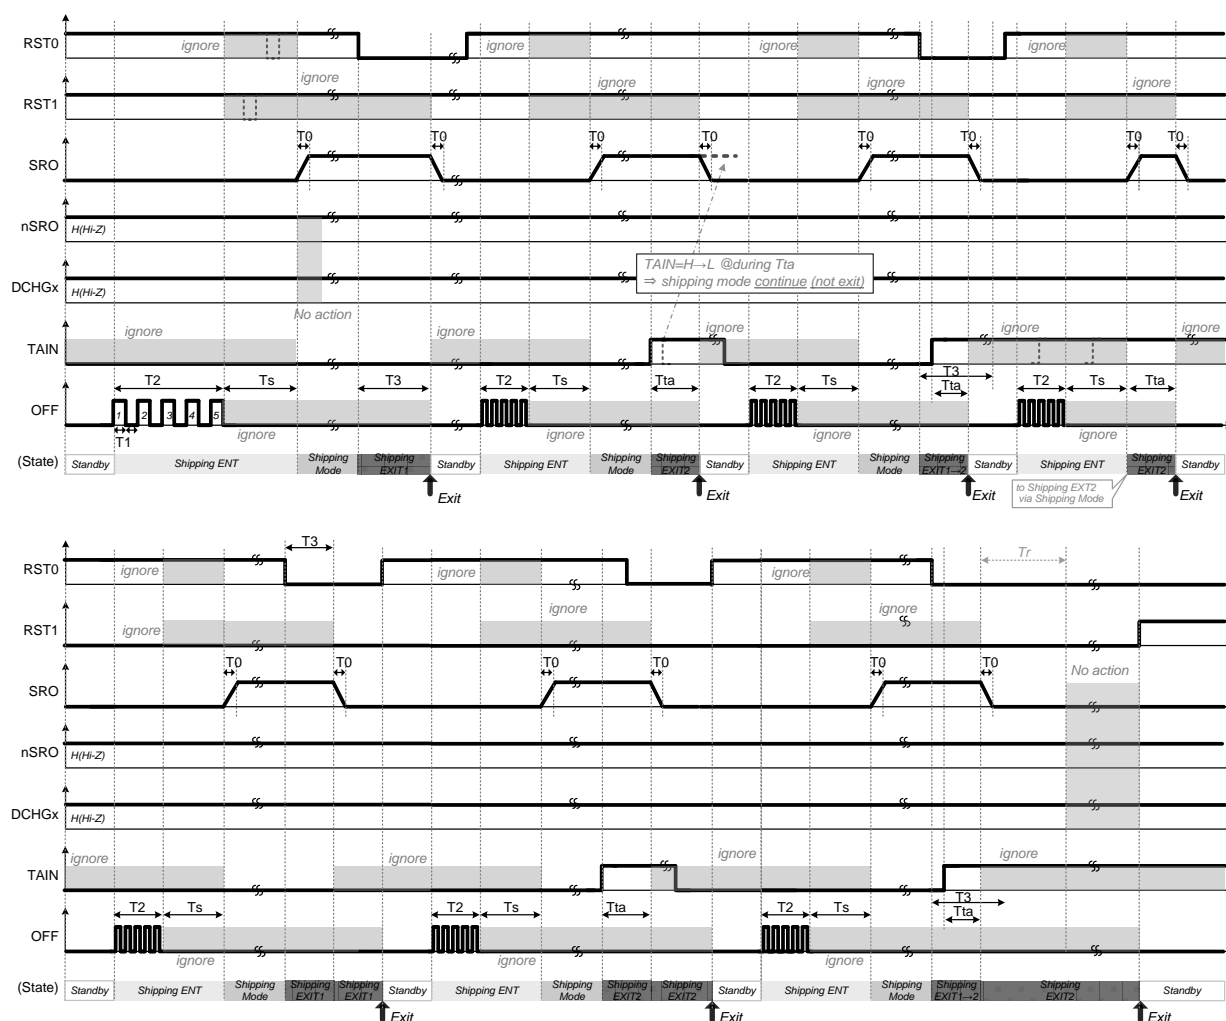 RST0
ignore
ignore
ignore
ignore
RST1
ignore
ignore
ignore
ignore
SRO
T0
T0
T0
T0
T0
T0
T0
T0
nSRO
H(Hi-Z)
TAIN=H→L @during Tta
⇒ shipping mode continue (not exit)
DCHGx
H(Hi-Z)
No action
TAIN
ignore
ignore
ignore
ignore
ignore
T2
Ts
T3
T2
Ts
Tta
T2
Ts
T3
Tta
T2
Ts
Tta
OFF
1
2
3
4
5
T1
ignore
ignore
ignore
ignore
(State)
Standby
Shipping ENT
Shipping Mode
Shipping EXIT1
Standby
Shipping ENT
Shipping Mode
Shipping EXIT2
Standby
Shipping ENT
Shipping Mode
Shipping EXIT1→2
Standby
Shipping ENT
Shipping EXIT2
Standby
Exit
Exit
Exit
to Shipping EXT2
via Shipping Mode
Exit
RST0
ignore
T3
ignore
ignore
Tr
RST1
ignore
ignore
ignore
SRO
T0
T0
T0
T0
T0
T0
No action
nSRO
H(Hi-Z)
DCHGx
H(Hi-Z)
TAIN
ignore
ignore
ignore
ignore
T2
Ts
T2
Ts
Tta
T2
Ts
T3
Tta
OFF
ignore
ignore
ignore
(State)
Standby
Shipping ENT
Shipping Mode
Shipping EXIT1
Shipping EXIT1
Standby
Shipping ENT
Shipping Mode
Shipping EXIT2
Shipping EXIT2
Standby
Shipping ENT
Shipping Mode
Shipping EXIT1→2
Shipping EXIT2
Standby
Exit
Exit
Exit